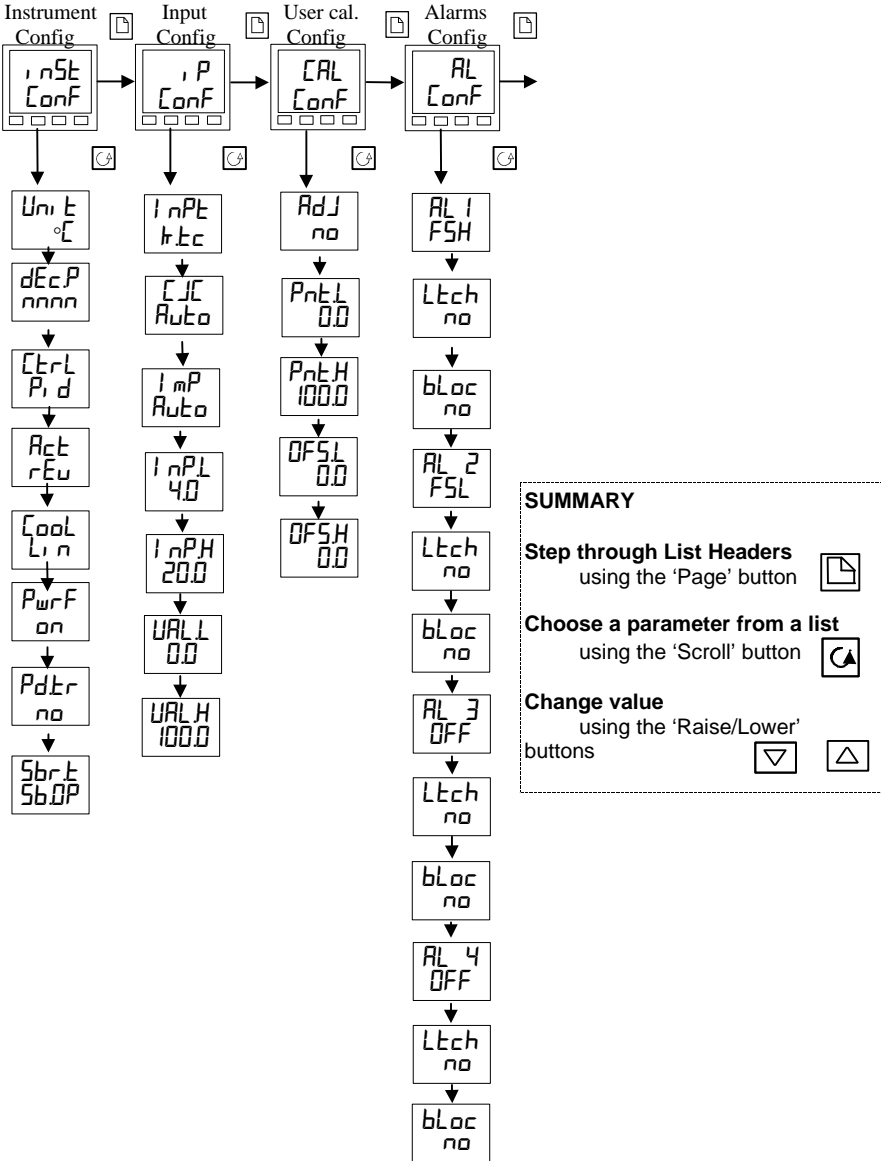 Instrument
Config
Input
Config
User cal.
Config
Alarms
Config
inSt
ConF
iP
ConF
CAL
ConF
AL
ConF
Unit
°C
dEc.P
nnnn
CtrL
Pid
Act
rEv
CooL
Lin
PwrF
on
Pd.tr
no
Sbr.t
Sb.OP
InPt
k.tc
CJC
Auto
ImP
Auto
InP.L
4.0
InP.H
20.0
VAL.L
0.0
VAL.H
100.0
AdJ
no
Pnt.L
0.0
Pnt.H
100.0
OFS.L
0.0
OFS.H
0.0
AL 1
FSH
Ltch
no
bLoc
no
AL 2
FSL
Ltch
no
bLoc
no
AL 3
OFF
Ltch
no
bLoc
no
AL 4
OFF
Ltch
no
bLoc
no
SUMMARY
Step through List Headers
using the ‘Page’ button
Choose a parameter from a list
using the ‘Scroll’ button
Change value
using the ‘Raise/Lower’
buttons